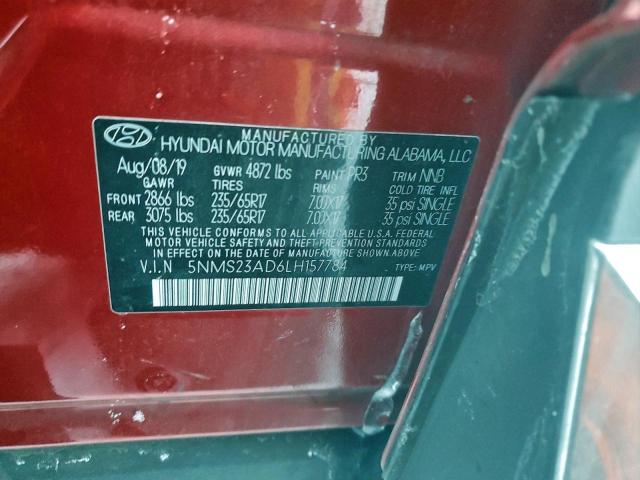 MANUFACTURED BY
HYUNDAI MOTOR MANUFACTURING ALABAMA, LLC
Aug/08/19 GVWR 4872 lbs PAINT PR3 TRIM NNB
GAWR TIRES RIMS COLD TIRE INFL
FRONT 2866 lbs 235/65R17 7.00X17 35 psi SINGLE
REAR 3075 lbs 235/65R17 7.00X17 35 psi SINGLE
THIS VEHICLE CONFORMS TO ALL APPLICABLE U.S.A. FEDERAL
MOTOR VEHICLE SAFETY AND THEFT PREVENTION STANDARDS
IN EFFECT ON THE DATE OF MANUFACTURE SHOWN ABOVE.
V.I.N 5NMS23AD6LH157784 TYPE: MPV